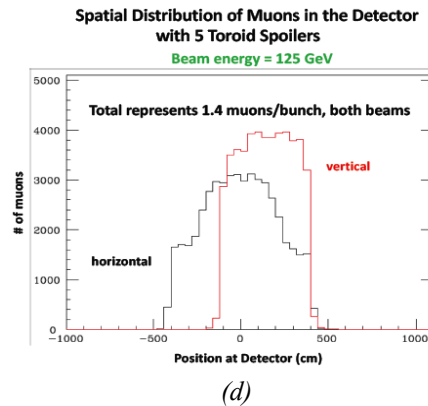 Spatial Distribution of Muons in the Detector
with 5 Toroid Spoilers
Beam energy = 125 GeV
5000
Total represents 1.4 muons/bunch, both beams
4000
vertical
3000
# of muons
2000
horizontal
1000
0
−1000
−500
0
500
1000
Position at Detector (cm)
(d)